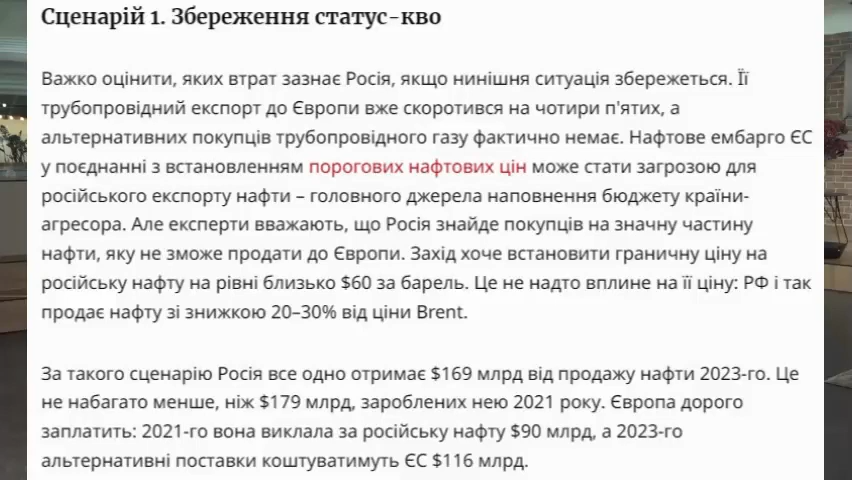 Сценарій 1. Збереження статус-кво
Важко оцінити, яких втрат зазнає Росія, якщо нинішня ситуація збережеться. Її
трубопровідний експорт до Європи вже скоротився на чотири п'ятих, а
альтернативних покупців трубопровідного газу фактично немає. Нафтове ембарго ЄС
у поєднанні з встановленням порогових нафтових цін може стати загрозою для
російського експорту нафти – головного джерела наповнення бюджету країни-
агресора. Але експерти вважають, що Росія знайде покупців на значну частину
нафти, яку не зможе продати до Європи. Захід хоче встановити граничну ціну на
російську нафту на рівні близько $60 за барель. Це не надто вплине на її ціну: РФ і так
продає нафту зі знижкою 20–30% від ціни Brent.
За такого сценарію Росія все одно отримає $169 млрд від продажу нафти 2023-го. Це
не набагато менше, ніж $179 млрд, зароблених нею 2021 року. Європа дорого
заплатить: 2021-го вона виклала за російську нафту $90 млрд, а 2023-го
альтернативні поставки коштуватимуть ЄС $116 млрд.